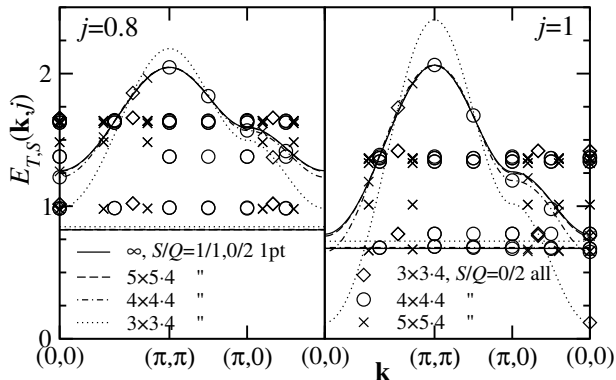 j=0.8
j=1
E_{T,S}(k,j)
2
1
0
∞, S/Q=1/1,0/2 1pt
5×5·4 "
4×4·4 "
3×3·4 "
3×3·4, S/Q=0/2 all
4×4·4 "
5×5·4 "
(0,0) (π,π) (π,0) (0,0) (π,π) (π,0) (0,0)
k